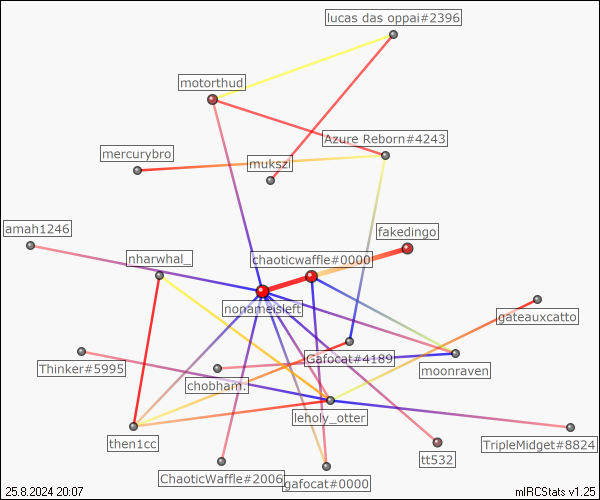 lucas das oppai#2396
motorthud
Azure Reborn#4243
mercurybro
mukszi
amah1246
fakedingo
nharwhal_
chaoticwaffle#0000
nonameisleft
gateauxcatto
Thinker#5995
Gafocat#4189
moonraven
chobham.
leholy_otter
then1cc
TripleMidget#8824
tt532
ChaoticWaffle#2006
gafocat#0000
25.8.2024 20:07
mIRCStats v1.25